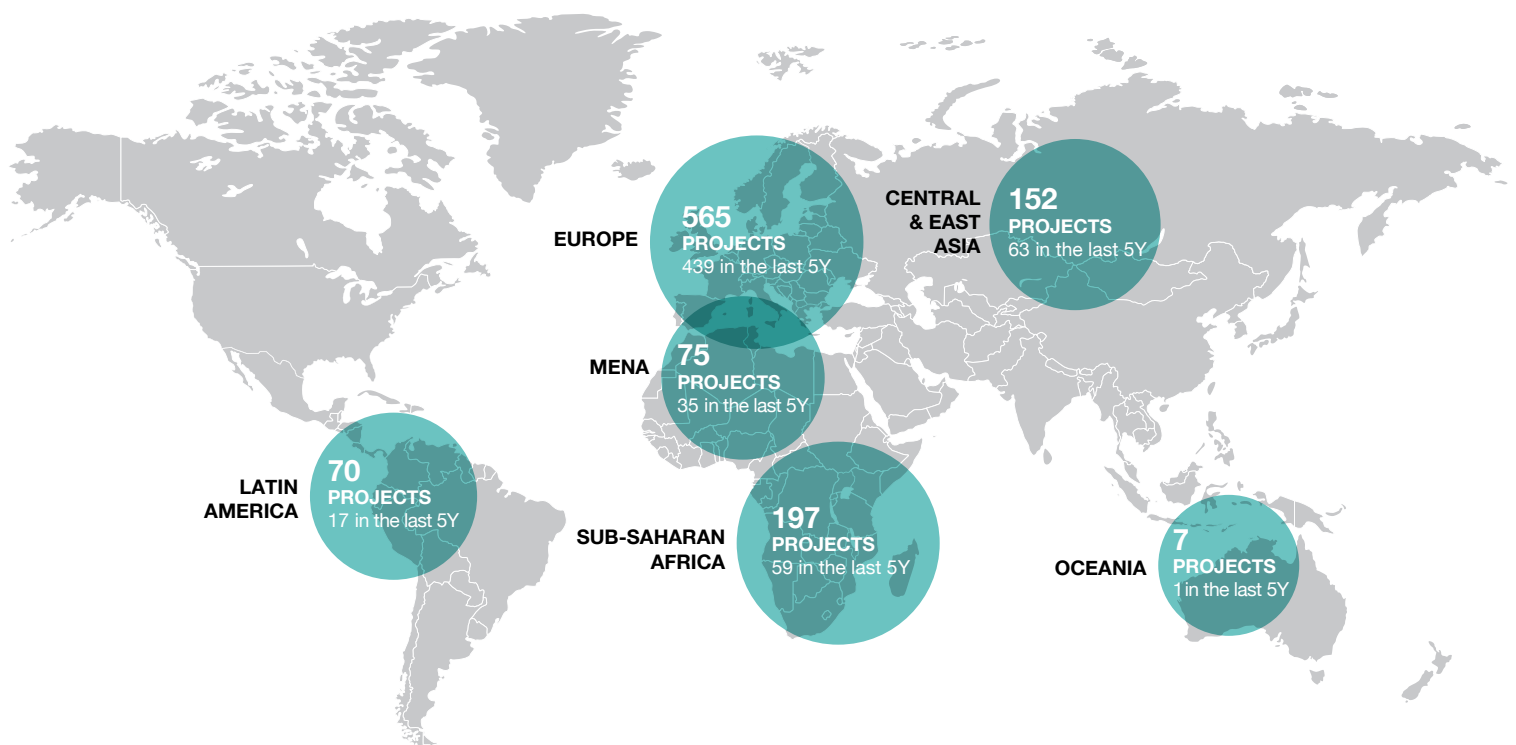 EUROPE
565
PROJECTS
439 in the last 5Y
CENTRAL
& EAST
ASIA
152
PROJECTS
63 in the last 5Y
MENA
75
PROJECTS
35 in the last 5Y
LATIN
AMERICA
70
PROJECTS
17 in the last 5Y
SUB-SAHARAN
AFRICA
197
PROJECTS
59 in the last 5Y
OCEANIA
7
PROJECTS
1 in the last 5Y